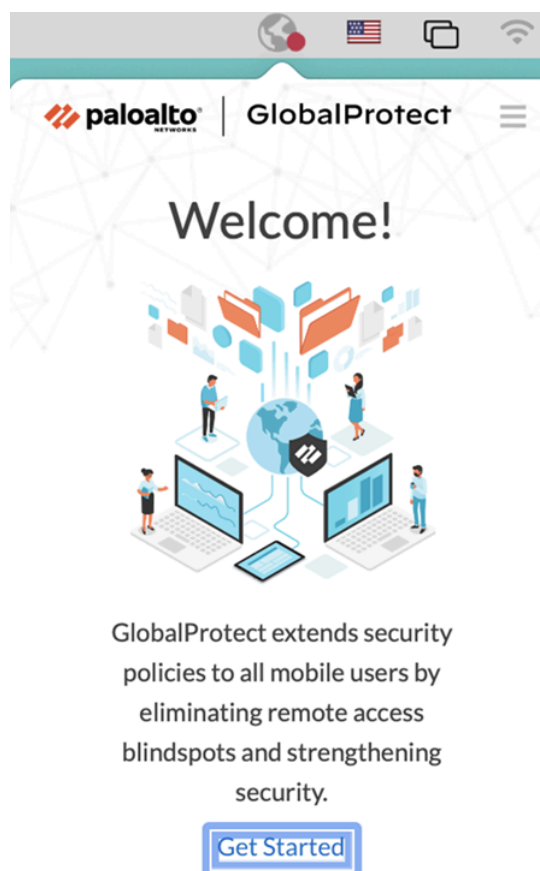 paloalto®
NETWORKS
GlobalProtect
Welcome!
GlobalProtect extends security
policies to all mobile users by
eliminating remote access
blindspots and strengthening
security.
Get Started